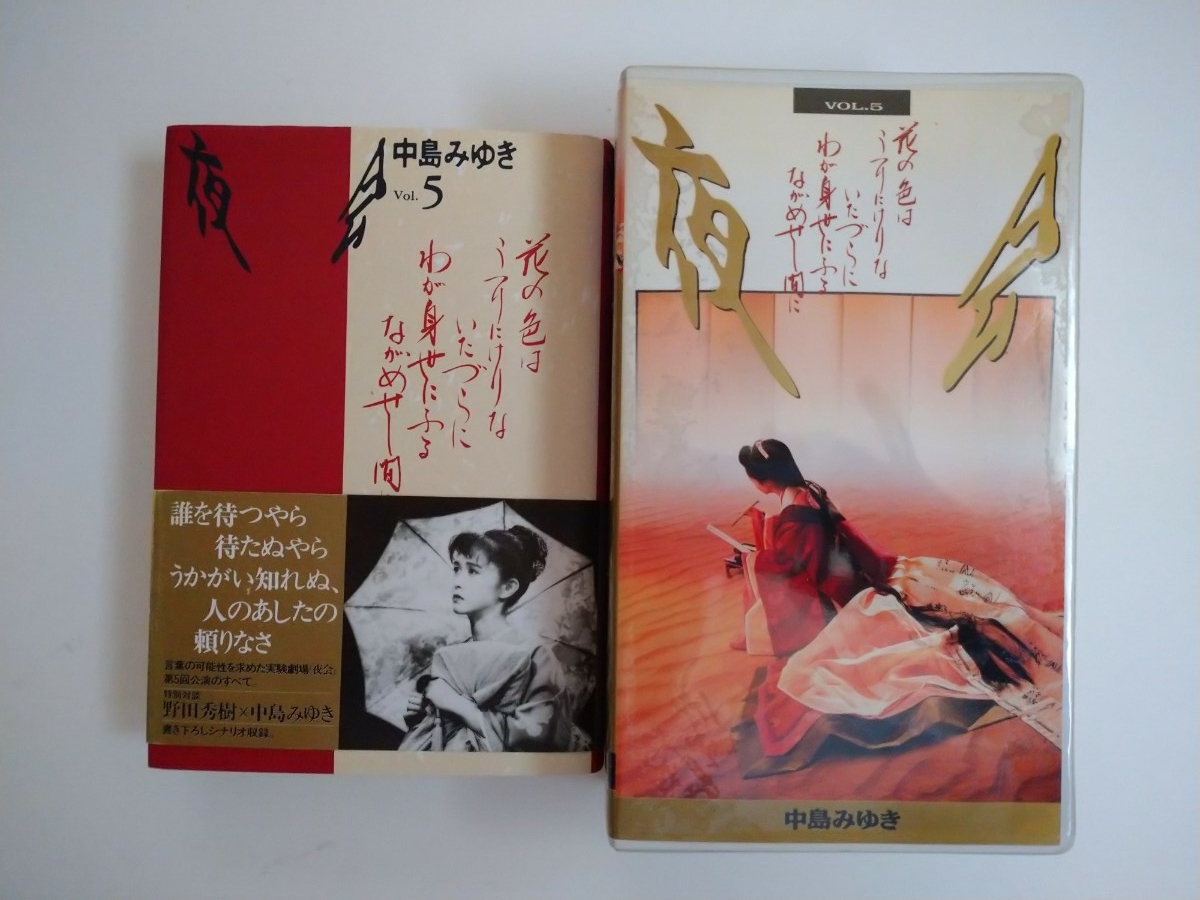 夜会
中島みゆき
Vol. 5
花の色は
うつりにけりな
いたづらに
わが身世にふる
ながめせし間
誰を待つやら
待たぬやら
うかがい知れぬ、
人のあしたの
頼りなさ
言葉の可能性を求めた実験劇場「夜会」
第5回公演のすべて。
特別対談
野田秀樹×中島みゆき
書き下ろしシナリオ収録。
VOL.5
夜会
花の色は
うつりにけりな
いたづらに
わが身世にふる
ながめせし間に
中島みゆき